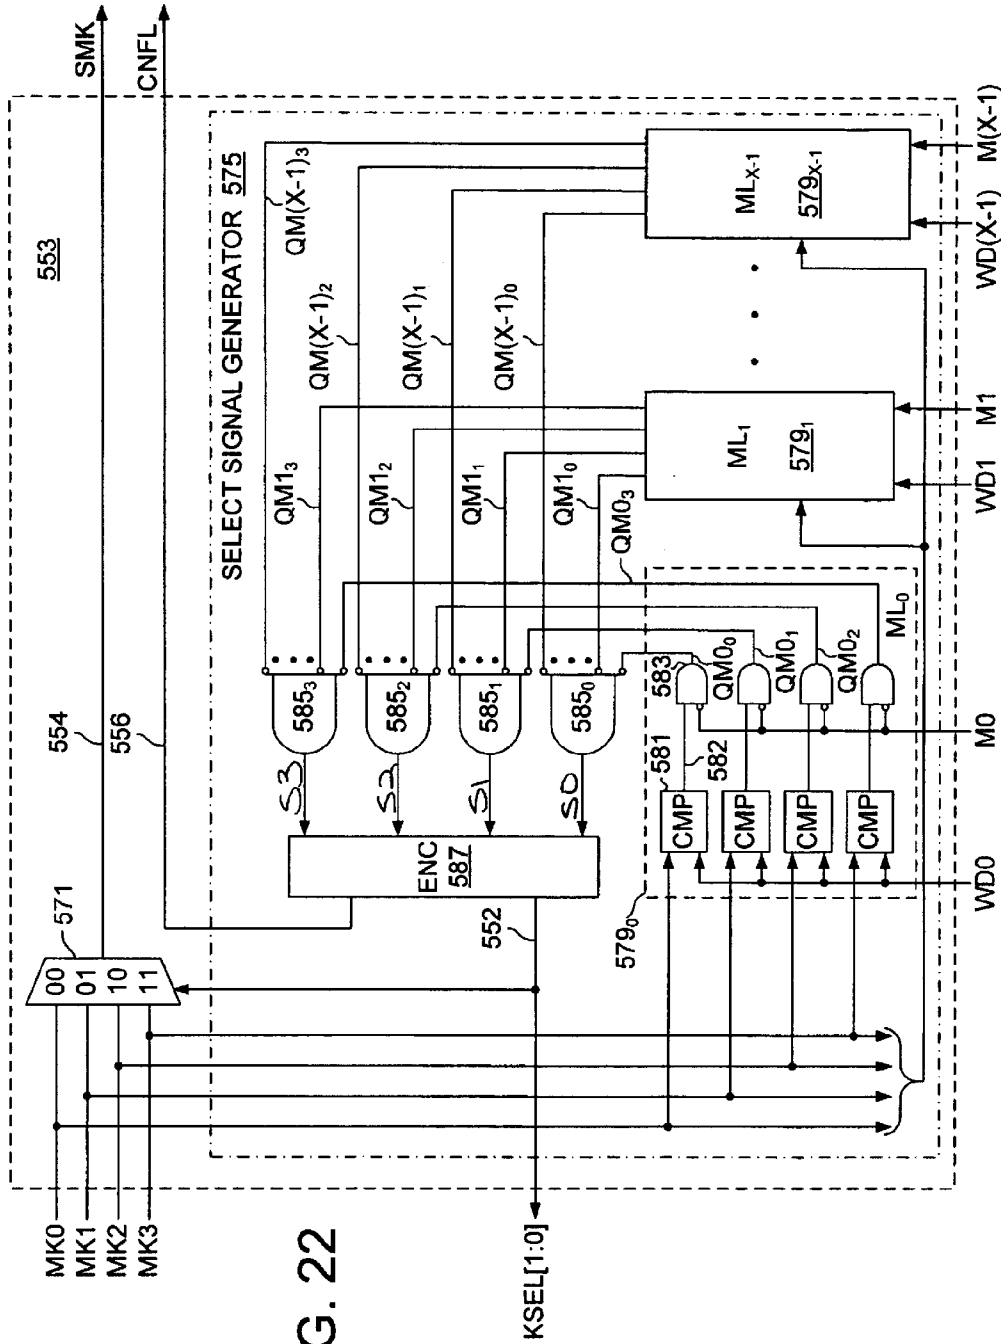 SMK
CNFL
553
554
556
571
00
01
10
11
MK0
MK1
MK2
MK3
SELECT SIGNAL GENERATOR 575
QM(X-1)3
QM(X-1)2
QM(X-1)1
QM(X-1)0
QM13
QM12
QM11
QM10
QM03
5853
5852
5851
5850
S3
S2
S1
S0
ENC
587
552
KSEL[1:0]
MLX-1
579X-1
ML1
5791
ML0
5790
583
QM00
QM01
QM02
581
582
CMP
CMP
CMP
CMP
WD0
M0
WD1
M1
WD(X-1)
M(X-1)
G. 22